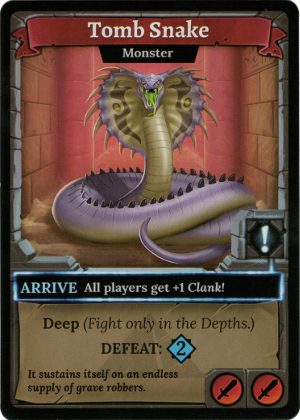 Tomb Snake
Monster
ARRIVE All players get +1 Clank!
Deep (Fight only in the Depths.)
DEFEAT: 2
It sustains itself on an endless
supply of grave robbers.